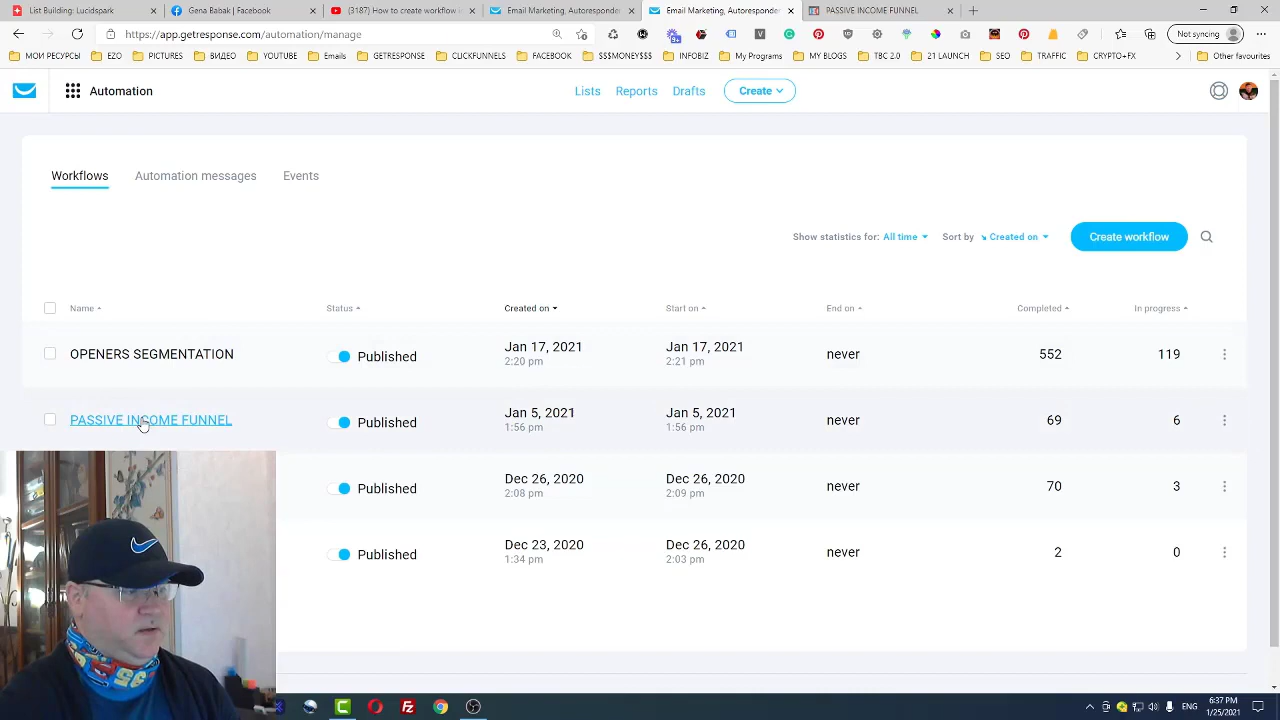 List Building: Luckspark
Gena Babak | Facebook
(3187) How to create workflow in
Email Marketing, Autoresponder
Email Marketing, Autoresponder
PASSIVE INCOME FUNNEL
https://app.getresponse.com/automation/manage
Not syncing
МОИ РЕСУРСЫ
EZO
PICTURES
ВИДЕО
YOUTUBE
Emails
CLICKFUNNELS
FACEBOOK
$$$MONEY$$$
INFOBIZ
My Programs
MY BLOGS
TBC 2.0
21 LAUNCH
SEO
TRAFFIC
CRYPTO+FX
Other favourites
Automation
Lists
Reports
Drafts
Create
Workflows
Automation messages
Events
Show statistics for: All time
Sort by Created on
Create workflow
Name
Status
Created on
Start on
End on
Completed
In progress
OPENERS SEGMENTATION
Published
Jan 17, 2021
2:20 pm
Jan 17, 2021
2:21 pm
never
552
119
PASSIVE INCOME FUNNEL
Published
Jan 5, 2021
1:56 pm
Jan 5, 2021
1:56 pm
never
69
6
Published
Dec 26, 2020
2:08 pm
Dec 26, 2020
2:09 pm
never
70
3
Published
Dec 23, 2020
1:34 pm
Dec 26, 2020
2:03 pm
never
2
0
ENG
6:37 PM
1/25/2021